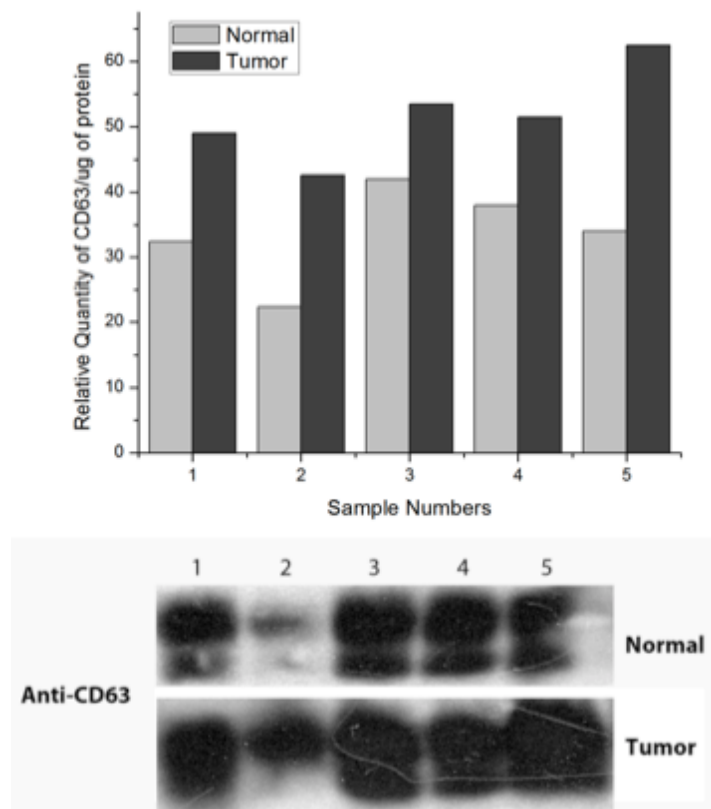 Normal
Tumor
Relative Quantity of CD63/ug of protein
60
50
40
30
20
10
0
1 2 3 4 5
Sample Numbers
1 2 3 4 5
Normal
Anti-CD63
Tumor